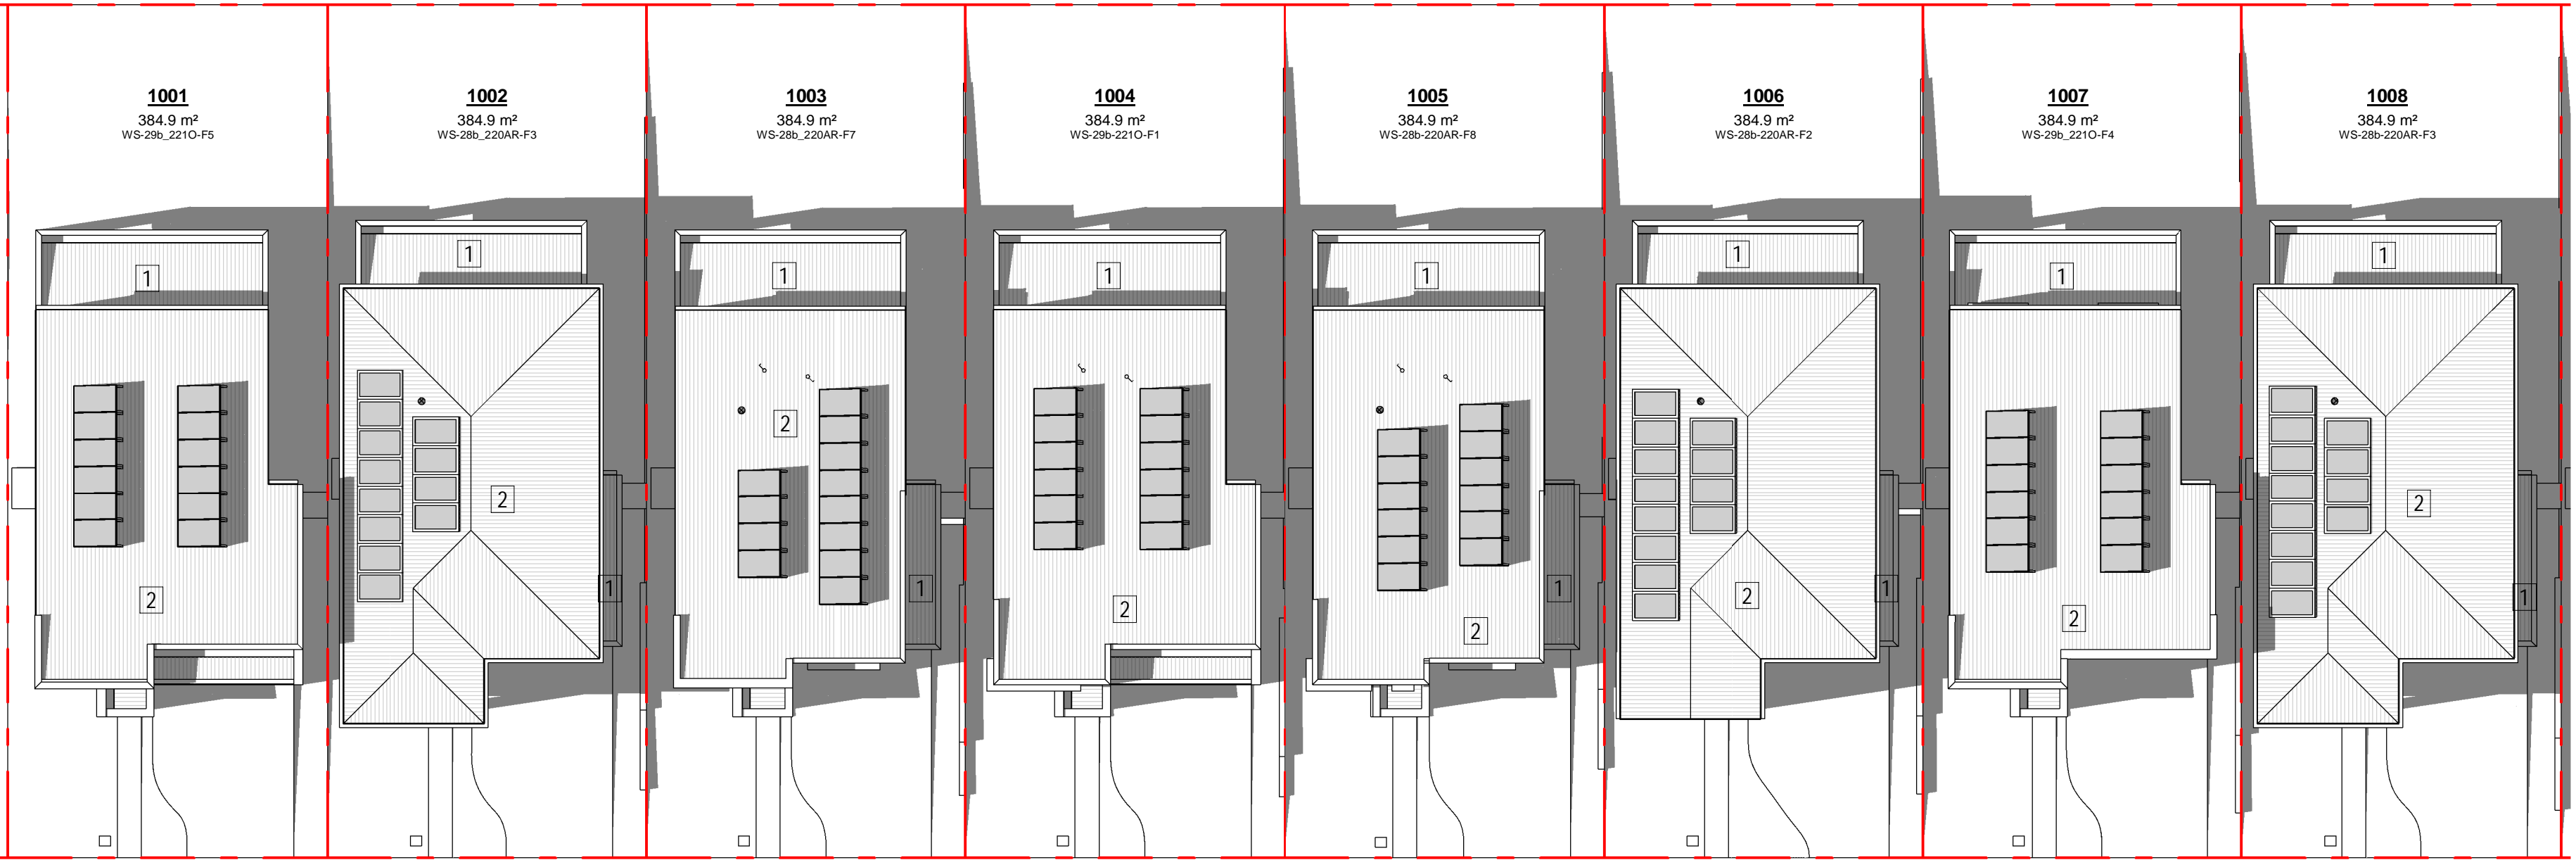 1001
384.9 m²
WS-29b_221O-F5
1002
384.9 m²
WS-28b_220AR-F3
1003
384.9 m²
WS-28b_220AR-F7
1004
384.9 m²
WS-29b-221O-F1
1005
384.9 m²
WS-28b-220AR-F8
1006
384.9 m²
WS-28b-220AR-F2
1007
384.9 m²
WS-29b_221O-F4
1008
384.9 m²
WS-28b-220AR-F3
1
2
1
2
1
1
2
1
1
2
1
2
1
1
2
1
1
2
1
2
1